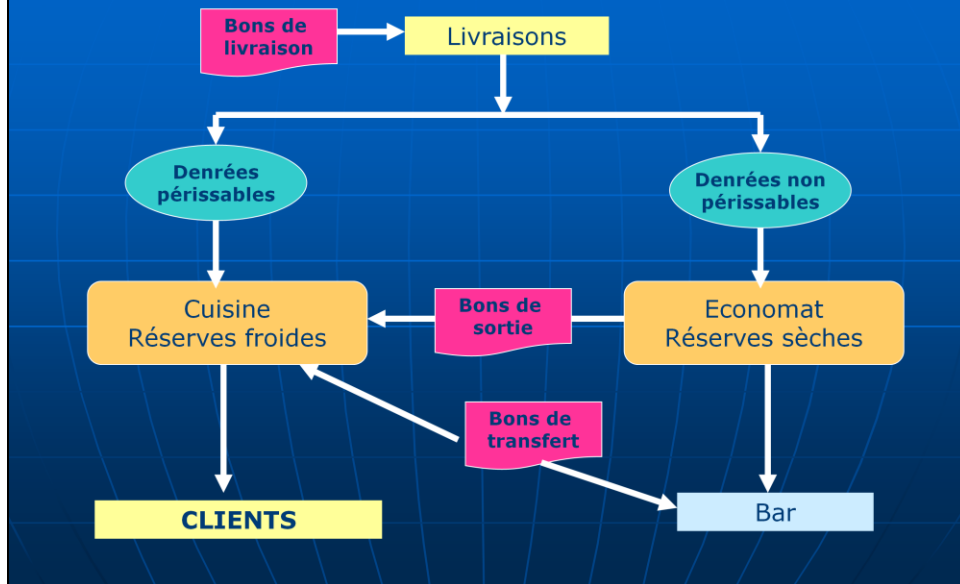 Bons de
livraison
Livraisons
Denrées
périssables
Denrées non
périssables
Cuisine
Réserves froides
Bons de
sortie
Economat
Réserves sèches
Bons de
transfert
CLIENTS
Bar